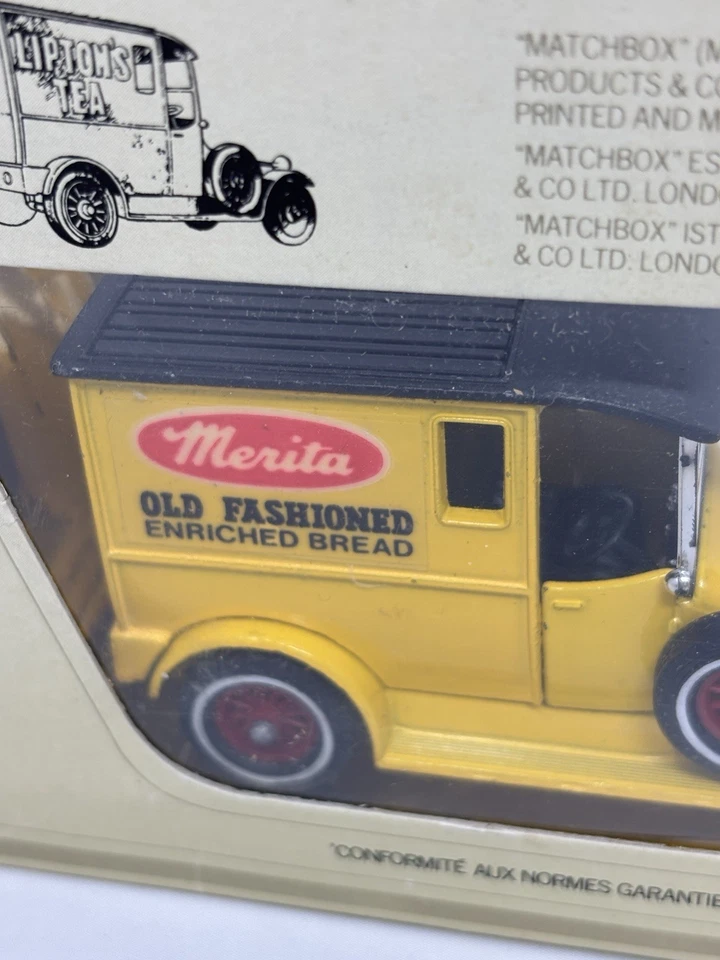 LIPTON'S
TEA
"MATCHBOX" (M
PRODUCTS & CO
PRINTED AND M
"MATCHBOX" ES
& CO LTD. LONDO
"MATCHBOX" IST
& CO LTD. LONDO
Merita
OLD FASHIONED
ENRICHED BREAD
"CONFORMITÉ AUX NORMES GARANTIE